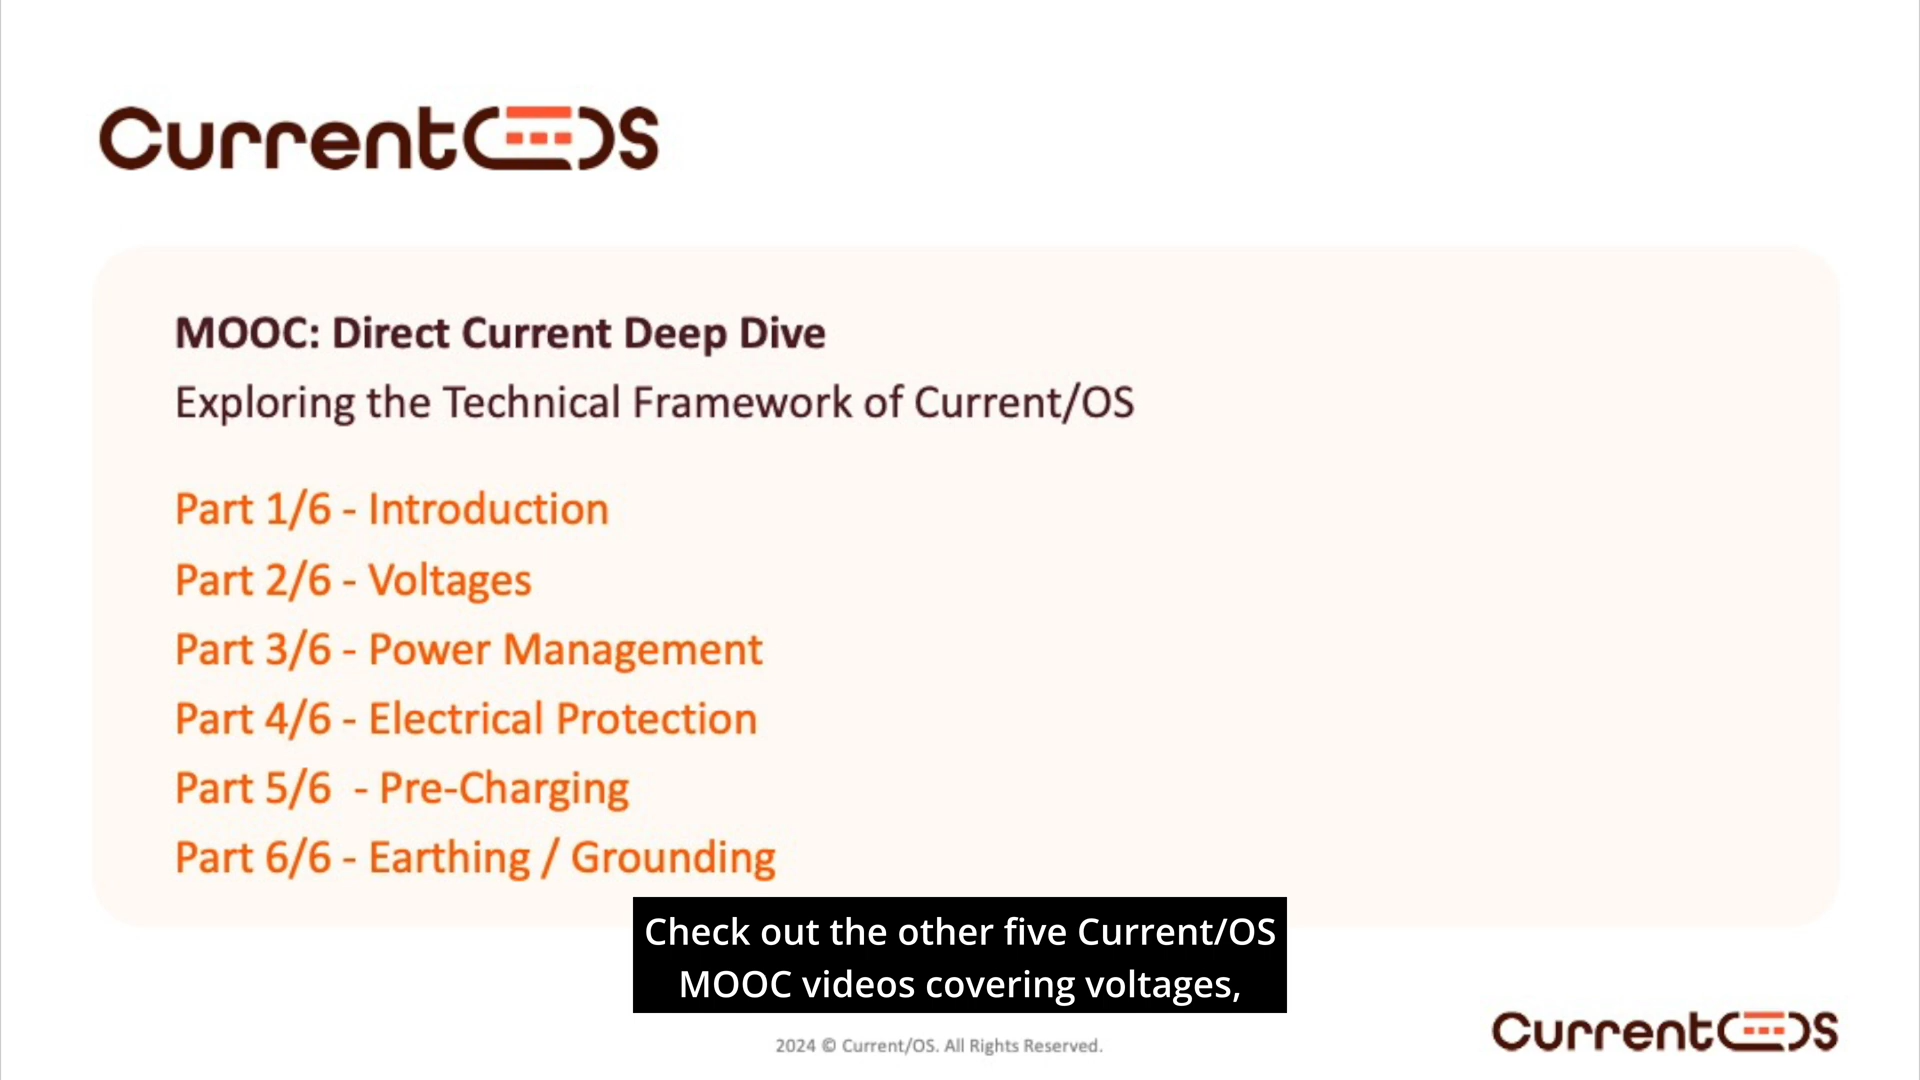 CurrentOS
MOOC: Direct Current Deep Dive
Exploring the Technical Framework of Current/OS
Part 1/6 - Introduction
Part 2/6 - Voltages
Part 3/6 - Power Management
Part 4/6 - Electrical Protection
Part 5/6  - Pre-Charging
Part 6/6 - Earthing / Grounding
Check out the other five Current/OS
MOOC videos covering voltages,
2024 © Current/OS. All Rights Reserved.
CurrentOS